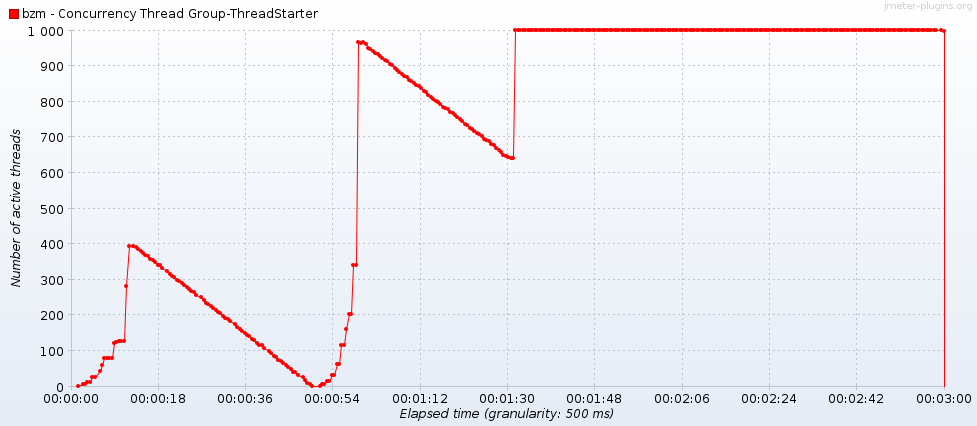 jmeter-plugins.org
bzm - Concurrency Thread Group-ThreadStarter
1 000
900
800
700
600
500
400
300
200
100
0
Number of active threads
00:00:00 00:00:18 00:00:36 00:00:54 00:01:12 00:01:30 00:01:48 00:02:06 00:02:24 00:02:42 00:03:00
Elapsed time (granularity: 500 ms)